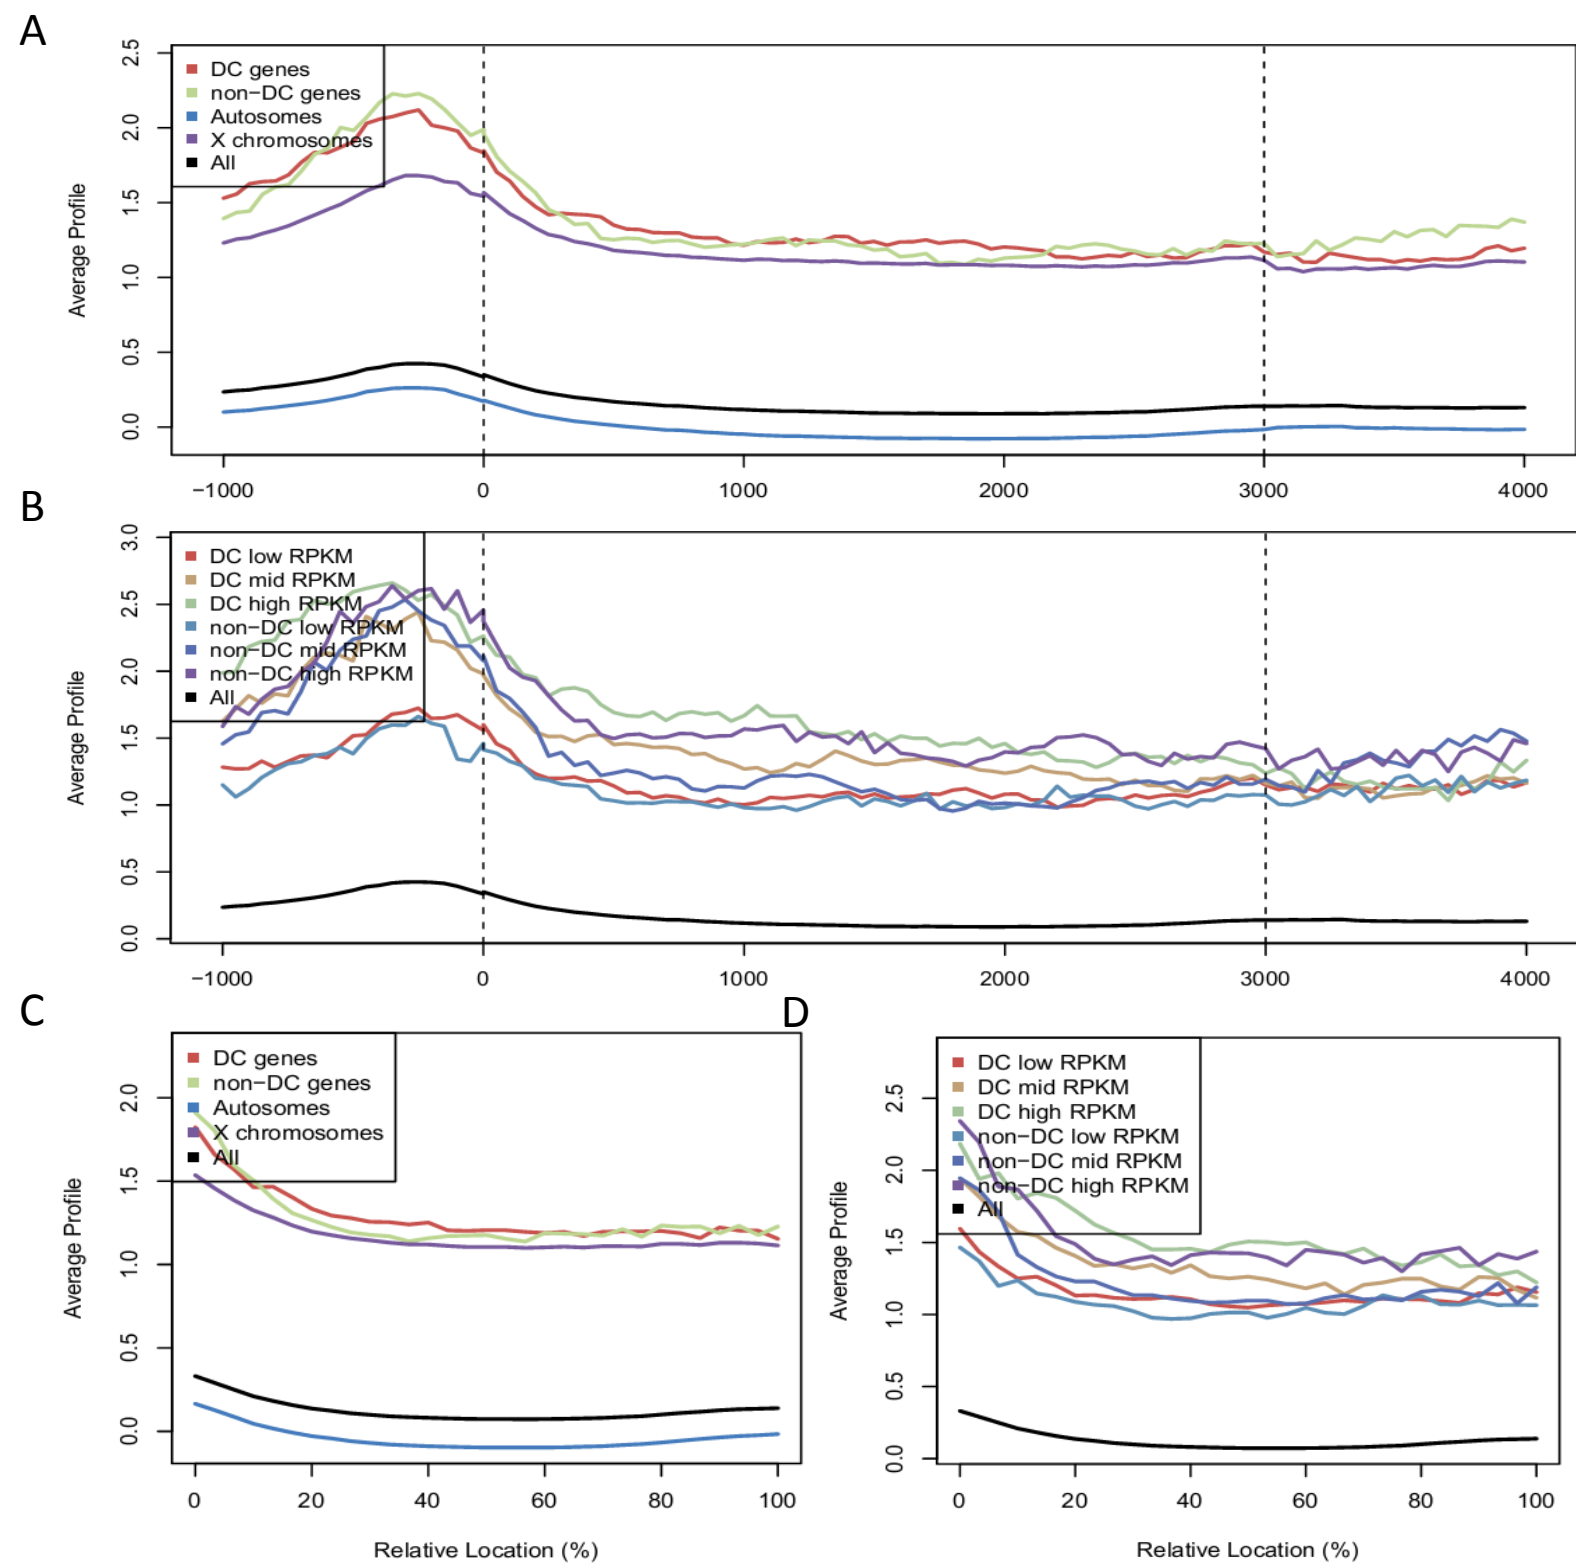 A
Average Profile
2.5
2.0
1.5
1.0
0.5
0.0
DC genes
non−DC genes
Autosomes
X chromosomes
All
−1000 0 1000 2000 3000 4000
B
Average Profile
3.0
2.5
2.0
1.5
1.0
0.5
0.0
DC low RPKM
DC mid RPKM
DC high RPKM
non−DC low RPKM
non−DC mid RPKM
non−DC high RPKM
All
−1000 0 1000 2000 3000 4000
C
Average Profile
2.0
1.5
1.0
0.5
0.0
DC genes
non−DC genes
Autosomes
X chromosomes
All
0 20 40 60 80 100
Relative Location (%)
D
Average Profile
2.5
2.0
1.5
1.0
0.5
0.0
DC low RPKM
DC mid RPKM
DC high RPKM
non−DC low RPKM
non−DC mid RPKM
non−DC high RPKM
All
0 20 40 60 80 100
Relative Location (%)